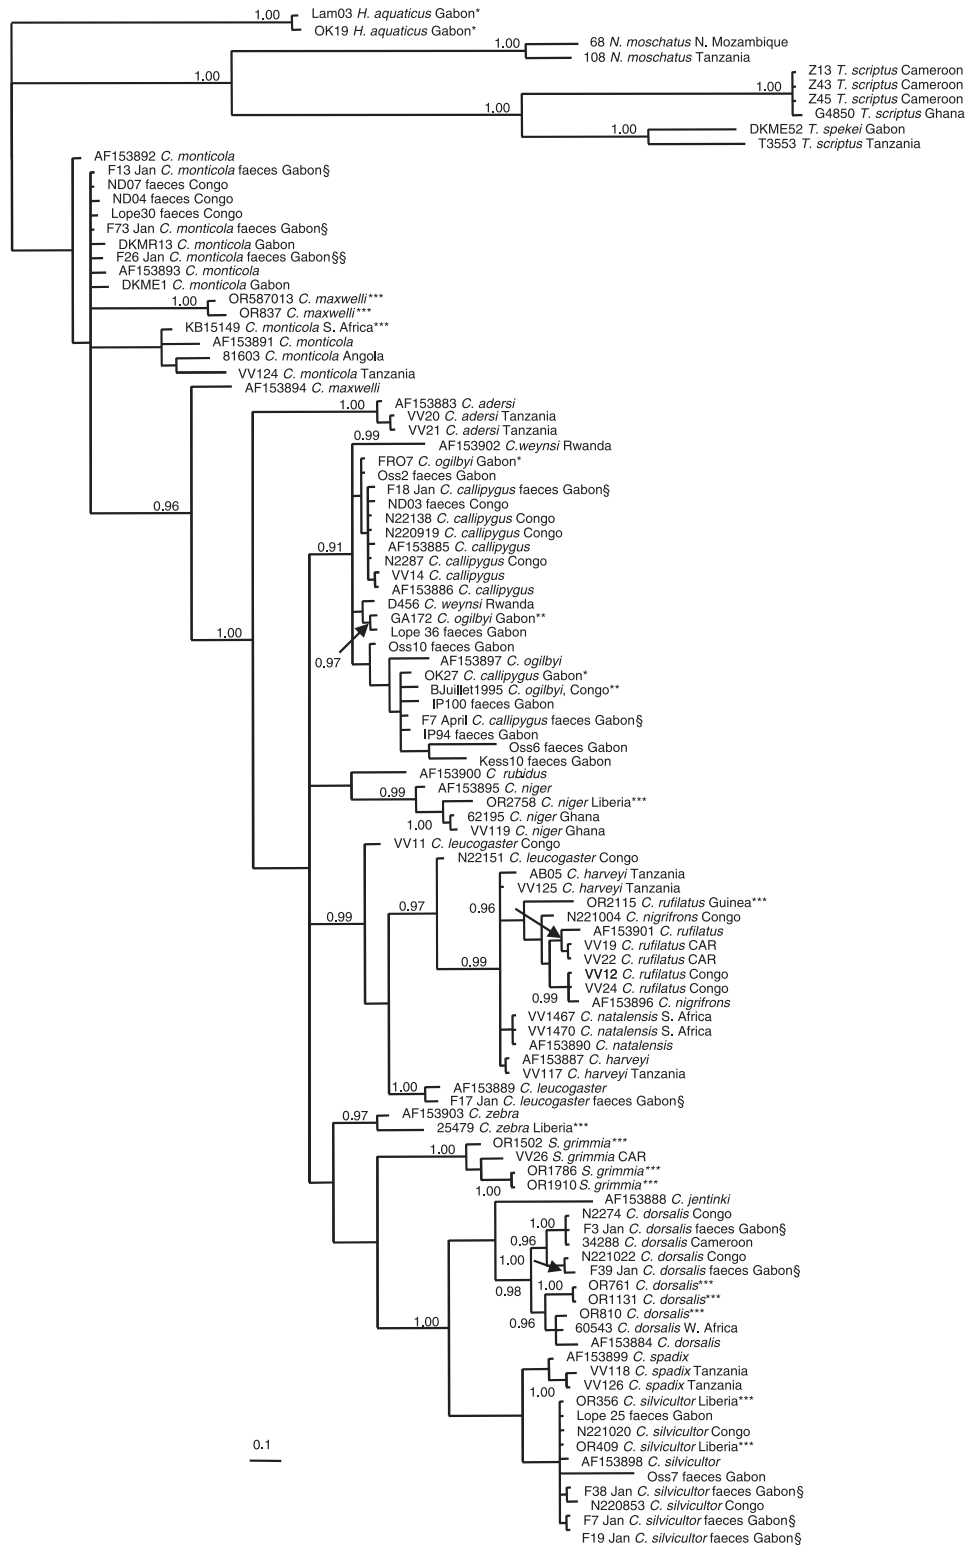 1.00
Lam03 H. aquaticus Gabon*
OK19 H. aquaticus Gabon*
1.00
68 N. moschatus N. Mozambique
108 N. moschatus Tanzania
1.00
1.00
Z13 T. scriptus Cameroon
Z43 T. scriptus Cameroon
Z45 T. scriptus Cameroon
G4850 T. scriptus Ghana
1.00
1.00
DKME52 T. spekei Gabon
T3553 T. scriptus Tanzania
AF153892 C. monticola
F13 Jan C. monticola faeces Gabon§
ND07 faeces Congo
ND04 faeces Congo
Lope30 faeces Congo
F73 Jan C. monticola faeces Gabon§
DKMR13 C. monticola Gabon
F26 Jan C. monticola faeces Gabon§§
AF153893 C. monticola
DKME1 C. monticola Gabon
1.00
OR587013 C. maxwelli***
OR837 C. maxwelli***
KB15149 C. monticola S. Africa***
AF153891 C. monticola
81603 C. monticola Angola
VV124 C. monticola Tanzania
AF153894 C. maxwelli
0.96
1.00
AF153883 C. adersi
VV20 C. adersi Tanzania
VV21 C. adersi Tanzania
0.99
AF153902 C.weynsi Rwanda
FRO7 C. ogilbyi Gabon*
Oss2 faeces Gabon
F18 Jan C. callipygus faeces Gabon§
ND03 faeces Congo
N22138 C. callipygus Congo
N220919 C. callipygus Congo
0.91
AF153885 C. callipygus
N2287 C. callipygus Congo
VV14 C. callipygus
AF153886 C. callipygus
D456 C. weynsi Rwanda
GA172 C. ogilbyi Gabon**
Lope 36 faeces Gabon
1.00
0.97
Oss10 faeces Gabon
AF153897 C. ogilbyi
OK27 C. callipygus Gabon*
BJuillet1995 C. ogilbyi, Congo**
IP100 faeces Gabon
F7 April C. callipygus faeces Gabon§
IP94 faeces Gabon
Oss6 faeces Gabon
Kess10 faeces Gabon
AF153900 C rubidus
0.99
AF153895 C. niger
OR2758 C. niger Liberia***
62195 C. niger Ghana
1.00
VV119 C. niger Ghana
VV11 C. leucogaster Congo
N22151 C. leucogaster Congo
AB05 C. harveyi Tanzania
VV125 C. harveyi Tanzania
0.99
0.97
0.96
OR2115 C. rufilatus Guinea***
N221004 C. nigrifrons Congo
AF153901 C. rufilatus
VV19 C. rufilatus CAR
VV22 C. rufilatus CAR
0.99
VV12 C. rufilatus Congo
VV24 C. rufilatus Congo
0.99
AF153896 C. nigrifrons
VV1467 C. natalensis S. Africa
VV1470 C. natalensis S. Africa
AF153890 C. natalensis
AF153887 C. harveyi
VV117 C. harveyi Tanzania
1.00
AF153889 C. leucogaster
F17 Jan C. leucogaster faeces Gabon§
0.97
AF153903 C. zebra
25479 C. zebra Liberia***
1.00
OR1502 S. grimmia***
VV26 S. grimmia CAR
OR1786 S. grimmia***
1.00
OR1910 S. grimmia***
AF153888 C. jentinki
N2274 C. dorsalis Congo
1.00
F3 Jan C. dorsalis faeces Gabon§
0.96
34288 C. dorsalis Cameroon
1.00
N221022 C. dorsalis Congo
F39 Jan C. dorsalis faeces Gabon§
0.98
1.00
OR761 C. dorsalis***
OR1131 C. dorsalis***
OR810 C. dorsalis***
1.00
0.96
60543 C. dorsalis W. Africa
AF153884 C. dorsalis
AF153899 C. spadix
VV118 C. spadix Tanzania
1.00
VV126 C. spadix Tanzania
OR356 C. silvicultor Liberia***
Lope 25 faeces Gabon
N221020 C. silvicultor Congo
OR409 C. silvicultor Liberia***
0.1
AF153898 C. silvicultor
Oss7 faeces Gabon
F38 Jan C. silvicultor faeces Gabon§
N220853 C. silvicultor Congo
F7 Jan C. silvicultor faeces Gabon§
F19 Jan C. silvicultor faeces Gabon§